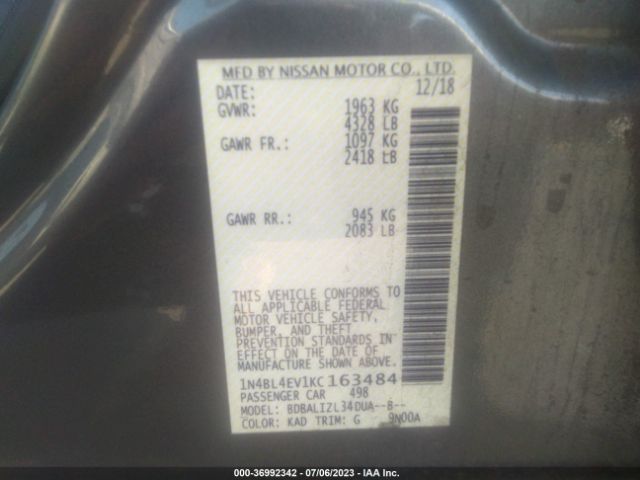 MFD BY NISSAN MOTOR CO., LTD.
DATE: 12/18
GVWR: 1963 KG
4328 LB
GAWR FR.: 1097 KG
2418 LB
GAWR RR.: 945 KG
2083 LB
THIS VEHICLE CONFORMS TO
ALL APPLICABLE FEDERAL
MOTOR VEHICLE SAFETY,
BUMPER, AND THEFT
PREVENTION STANDARDS IN
EFFECT ON THE DATE OF
MANUFACTURE SHOWN ABOVE.
1N4BL4EV1KC163484
PASSENGER CAR 498
MODEL: BDBALIZL34DUA--B--
COLOR: KAD TRIM: G 9N00A
000-36992342 - 07/06/2023 - IAA Inc.